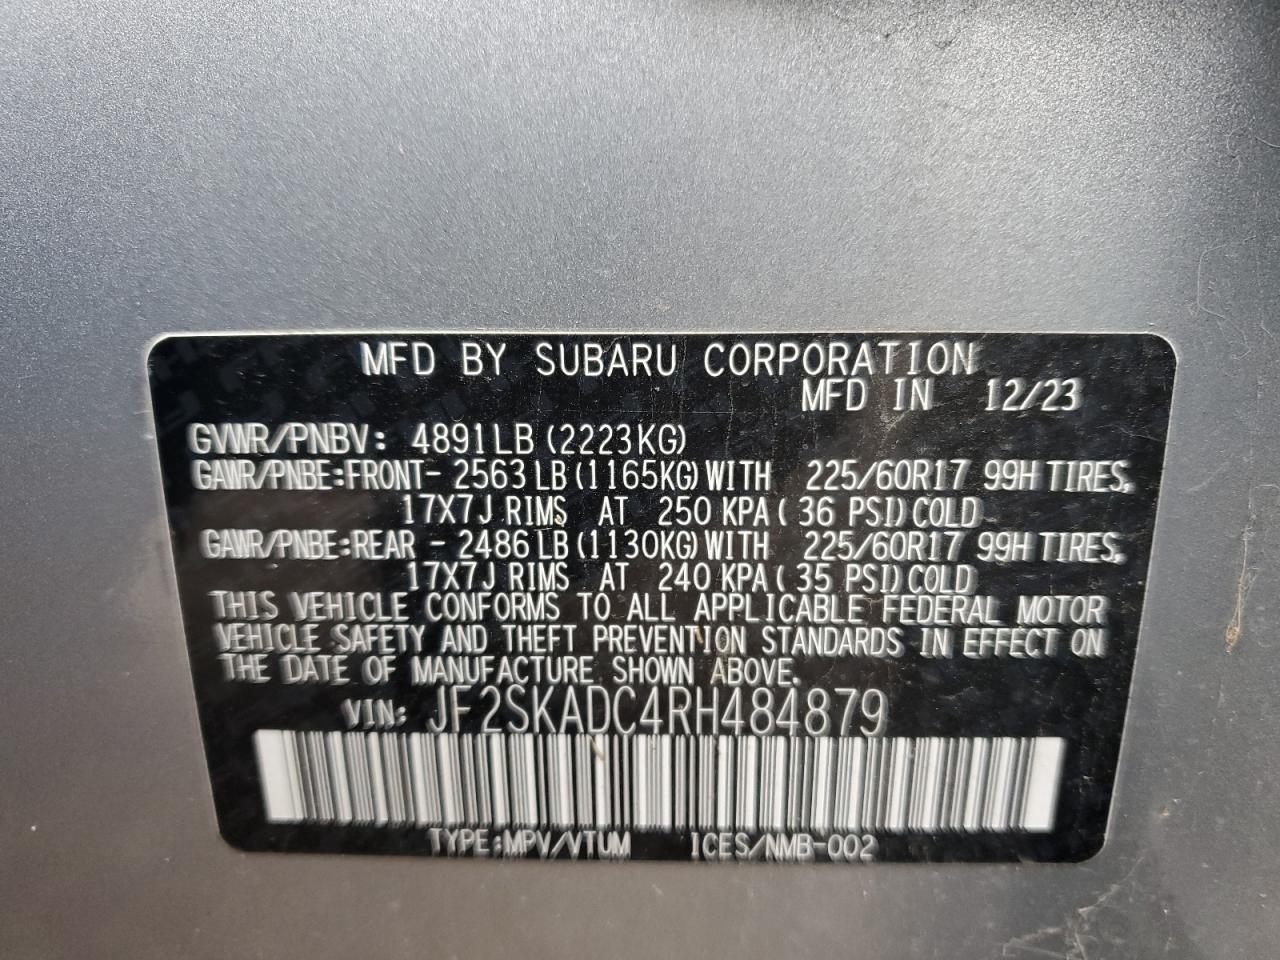 MFD BY SUBARU CORPORATION
MFD IN 12/23
GVWR/PNBV: 4891LB (2223KG)
GAWR/PNBE:FRONT- 2563LB (1165KG) WITH 225/60R17 99H TIRES,
17X7J RIMS AT 250 KPA ( 36 PSI) COLD
GAWR/PNBE:REAR - 2486LB (1130KG) WITH 225/60R17 99H TIRES,
17X7J RIMS AT 240 KPA ( 35 PSI) COLD
THIS VEHICLE CONFORMS TO ALL APPLICABLE FEDERAL MOTOR
VEHICLE SAFETY AND THEFT PREVENTION STANDARDS IN EFFECT ON
THE DATE OF MANUFACTURE SHOWN ABOVE.
VIN: JF2SKADC4RH484879
TYPE:MPV/VTUM ICES/NMB-002